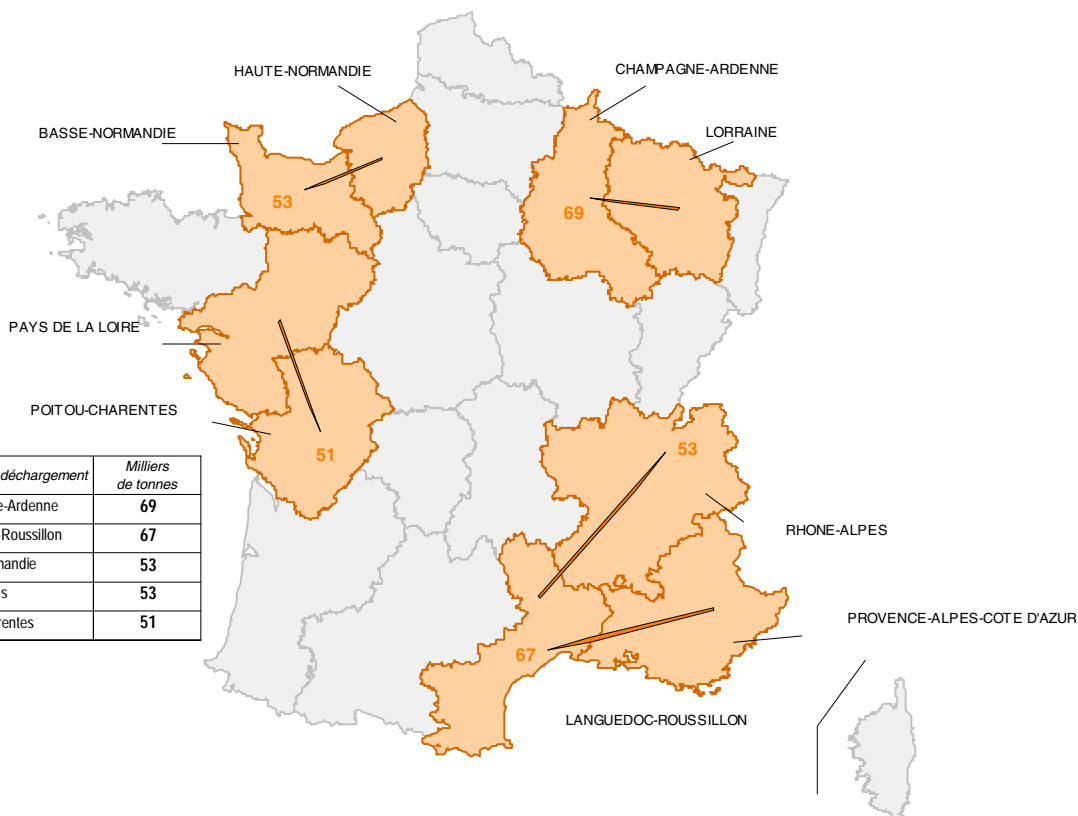 HAUTE-NORMANDIE
CHAMPAGNE-ARDENNE
BASSE-NORMANDIE
LORRAINE
53
69
PAYS DE LA LOIRE
POITOU-CHARENTES
51
53
déchargement Milliers de tonnes
e-Ardenne 69
-Roussillon 67
mandie 53
es 53
rentes 51
RHONE-ALPES
PROVENCE-ALPES-COTE D'AZUR
67
LANGUEDOC-ROUSSILLON